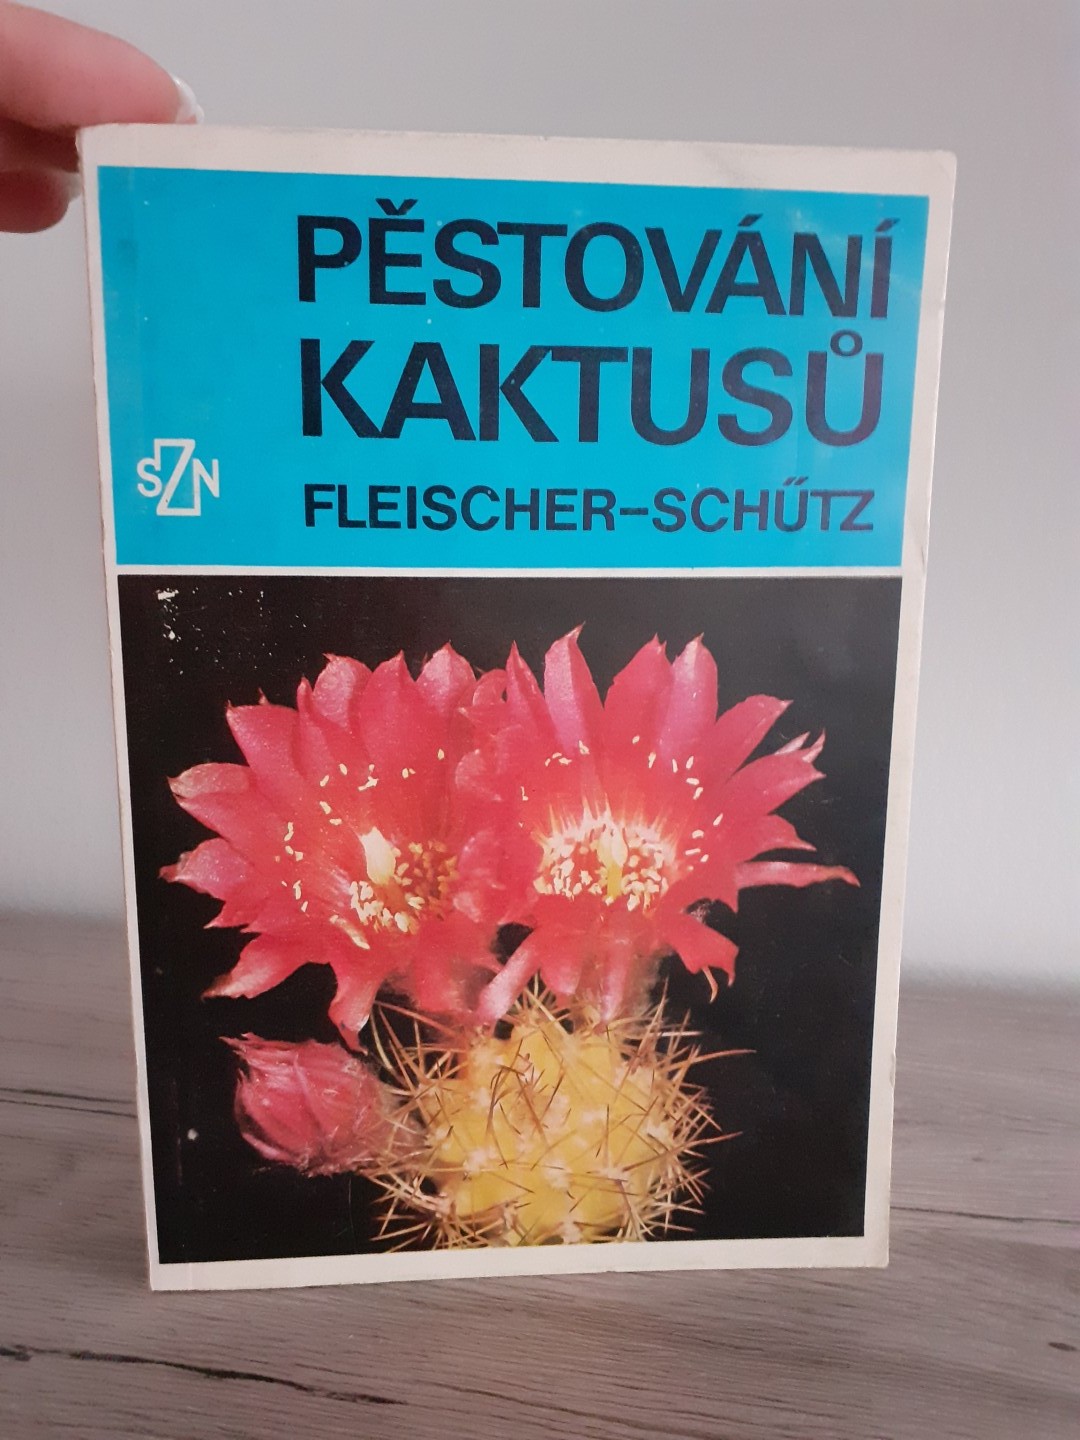 PĚSTOVÁNÍ
KAKTUSŮ
SZN
FLEISCHER–SCHŰTZ